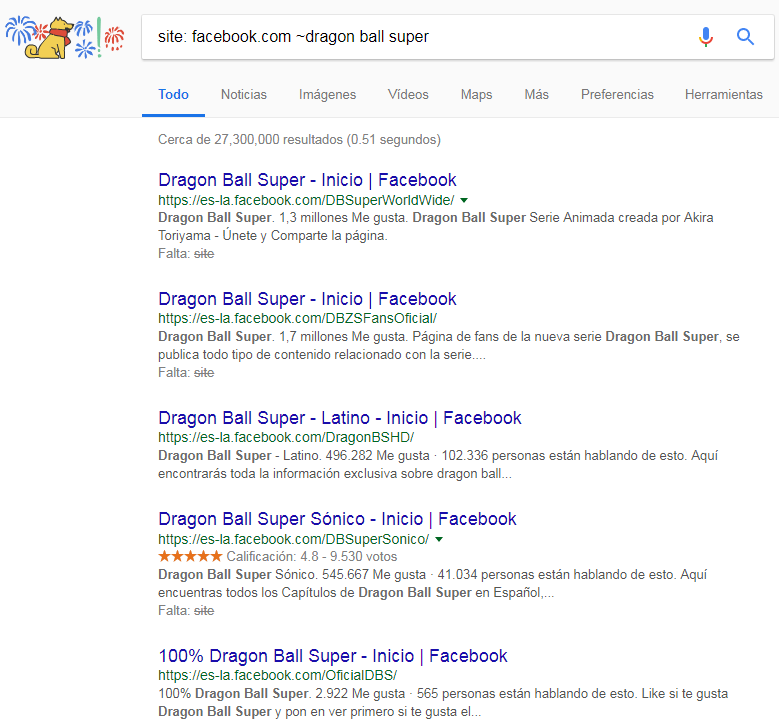 site: facebook.com ~dragon ball super
Todo Noticias Imágenes Vídeos Maps Más Preferencias Herramientas
Cerca de 27,300,000 resultados (0.51 segundos)
Dragon Ball Super - Inicio | Facebook
https://es-la.facebook.com/DBSuperWorldWide/
Dragon Ball Super. 1,3 millones Me gusta. Dragon Ball Super Serie Animada creada por Akira
Toriyama - Únete y Comparte la página.
Falta: site
Dragon Ball Super - Inicio | Facebook
https://es-la.facebook.com/DBZSFansOficial/
Dragon Ball Super. 1,7 millones Me gusta. Página de fans de la nueva serie Dragon Ball Super, se
publica todo tipo de contenido relacionado con la serie....
Falta: site
Dragon Ball Super - Latino - Inicio | Facebook
https://es-la.facebook.com/DragonBSHD/
Dragon Ball Super - Latino. 496.282 Me gusta · 102.336 personas están hablando de esto. Aquí
encontrarás toda la información exclusiva sobre dragon ball...
Dragon Ball Super Sónico - Inicio | Facebook
https://es-la.facebook.com/DBSuperSonico/
Calificación: 4.8 - 9.530 votos
Dragon Ball Super Sónico. 545.667 Me gusta · 41.034 personas están hablando de esto. Aquí
encuentras todos los Capítulos de Dragon Ball Super en Español,...
Falta: site
100% Dragon Ball Super - Inicio | Facebook
https://es-la.facebook.com/OficialDBS/
100% Dragon Ball Super. 2.922 Me gusta · 565 personas están hablando de esto. Like si te gusta
Dragon Ball Super y pon en ver primero si te gusta el...